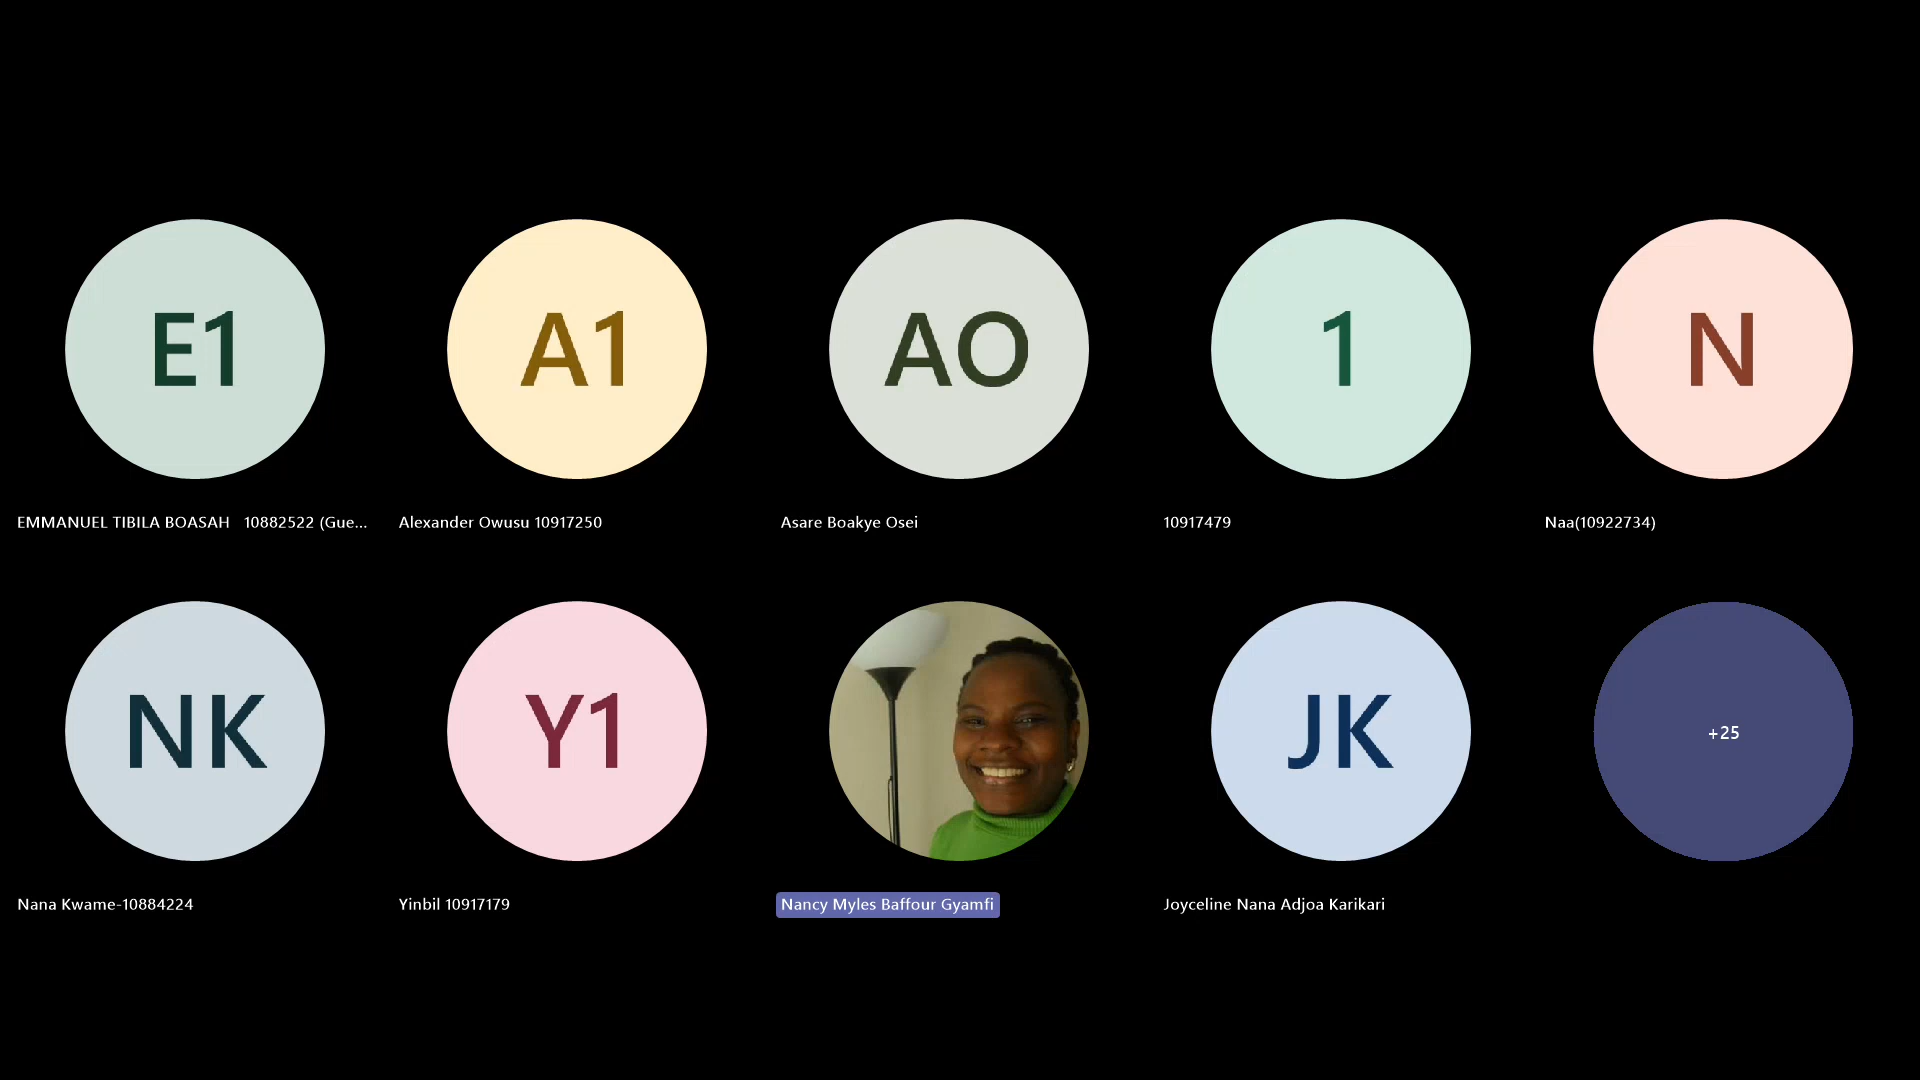 E1
A1
AO
1
N
EMMANUEL TIBILA BOASAH   10882522 (Gue...
Alexander Owusu 10917250
Asare Boakye Osei
10917479
Naa(10922734)
NK
Y1
JK
+25
Nana Kwame-10884224
Yinbil 10917179
Nancy Myles Baffour Gyamfi
Joyceline Nana Adjoa Karikari